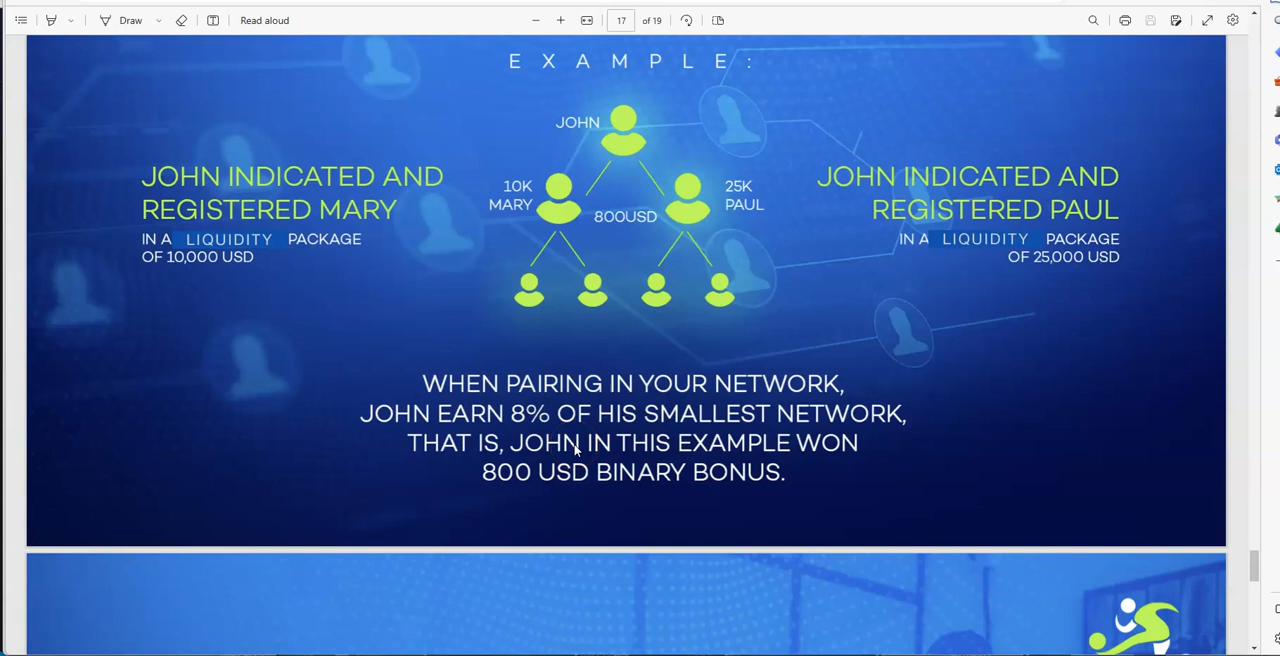 Draw
Read aloud
17
of 19
EXAMPLE:
JOHN
JOHN INDICATED AND
REGISTERED MARY
IN A LIQUIDITY PACKAGE
OF 10,000 USD
10K
MARY
800USD
25K
PAUL
JOHN INDICATED AND
REGISTERED PAUL
IN A LIQUIDITY PACKAGE
OF 25,000 USD
WHEN PAIRING IN YOUR NETWORK,
JOHN EARN 8% OF HIS SMALLEST NETWORK,
THAT IS, JOHN IN THIS EXAMPLE WON
800 USD BINARY BONUS.